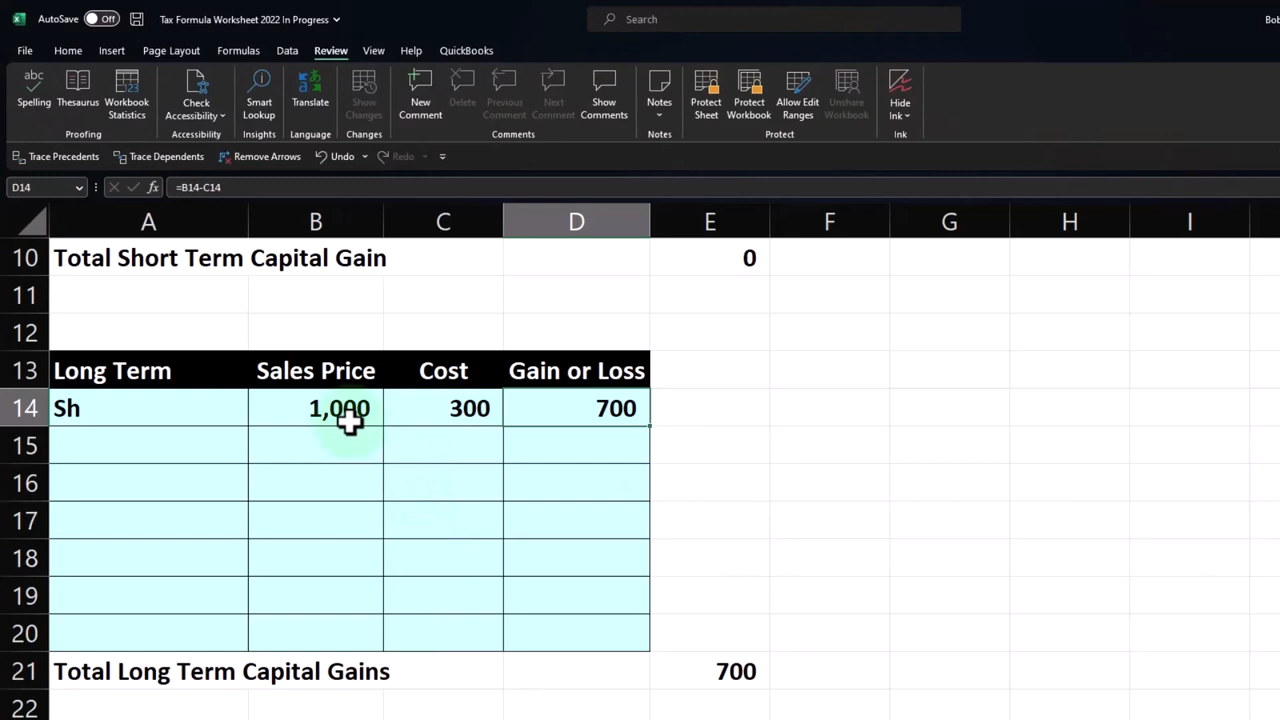 AutoSave Off Tax Formula Worksheet 2022 In Progress Search Bob
File Home Insert Page Layout Formulas Data Review View Help QuickBooks
abc
Spelling Thesaurus Workbook Statistics Check Accessibility Smart Lookup Translate Show Changes New Comment Delete Previous Comment Next Comment Show Comments Notes Protect Sheet Protect Workbook Allow Edit Ranges Unshare Workbook Hide Ink
Proofing Accessibility Insights Language Changes Comments Notes Protect Ink
Trace Precedents Trace Dependents Remove Arrows Undo Redo
D14 fx =B14-C14
A B C D E F G H I
10 Total Short Term Capital Gain 0
11
12
13 Long Term Sales Price Cost Gain or Loss
14 Sh 1,000 300 700
15
16
17
18
19
20
21 Total Long Term Capital Gains 700
22